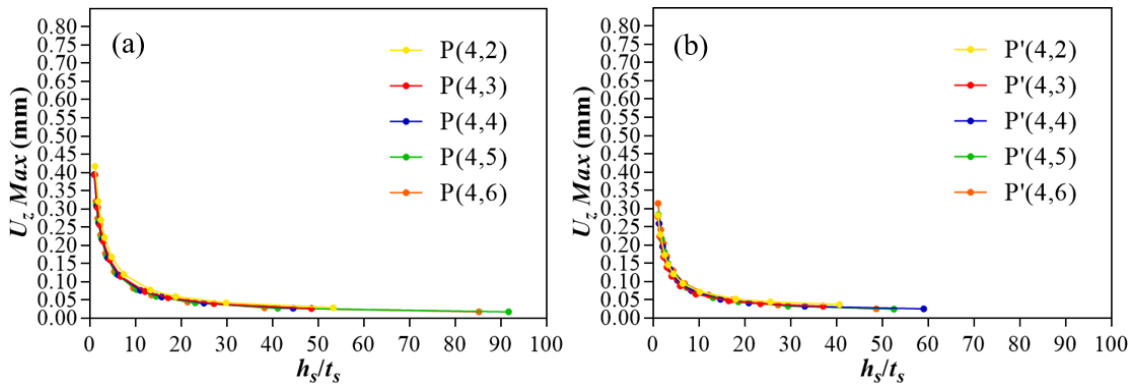 (a)
U_z Max (mm)
0.80
0.75
0.70
0.65
0.60
0.55
0.50
0.45
0.40
0.35
0.30
0.25
0.20
0.15
0.10
0.05
0.00
P(4,2)
P(4,3)
P(4,4)
P(4,5)
P(4,6)
0 10 20 30 40 50 60 70 80 90 100
h_s/t_s
(b)
U_z Max (mm)
0.80
0.75
0.70
0.65
0.60
0.55
0.50
0.45
0.40
0.35
0.30
0.25
0.20
0.15
0.10
0.05
0.00
P'(4,2)
P'(4,3)
P'(4,4)
P'(4,5)
P'(4,6)
0 10 20 30 40 50 60 70 80 90 100
h_s/t_s